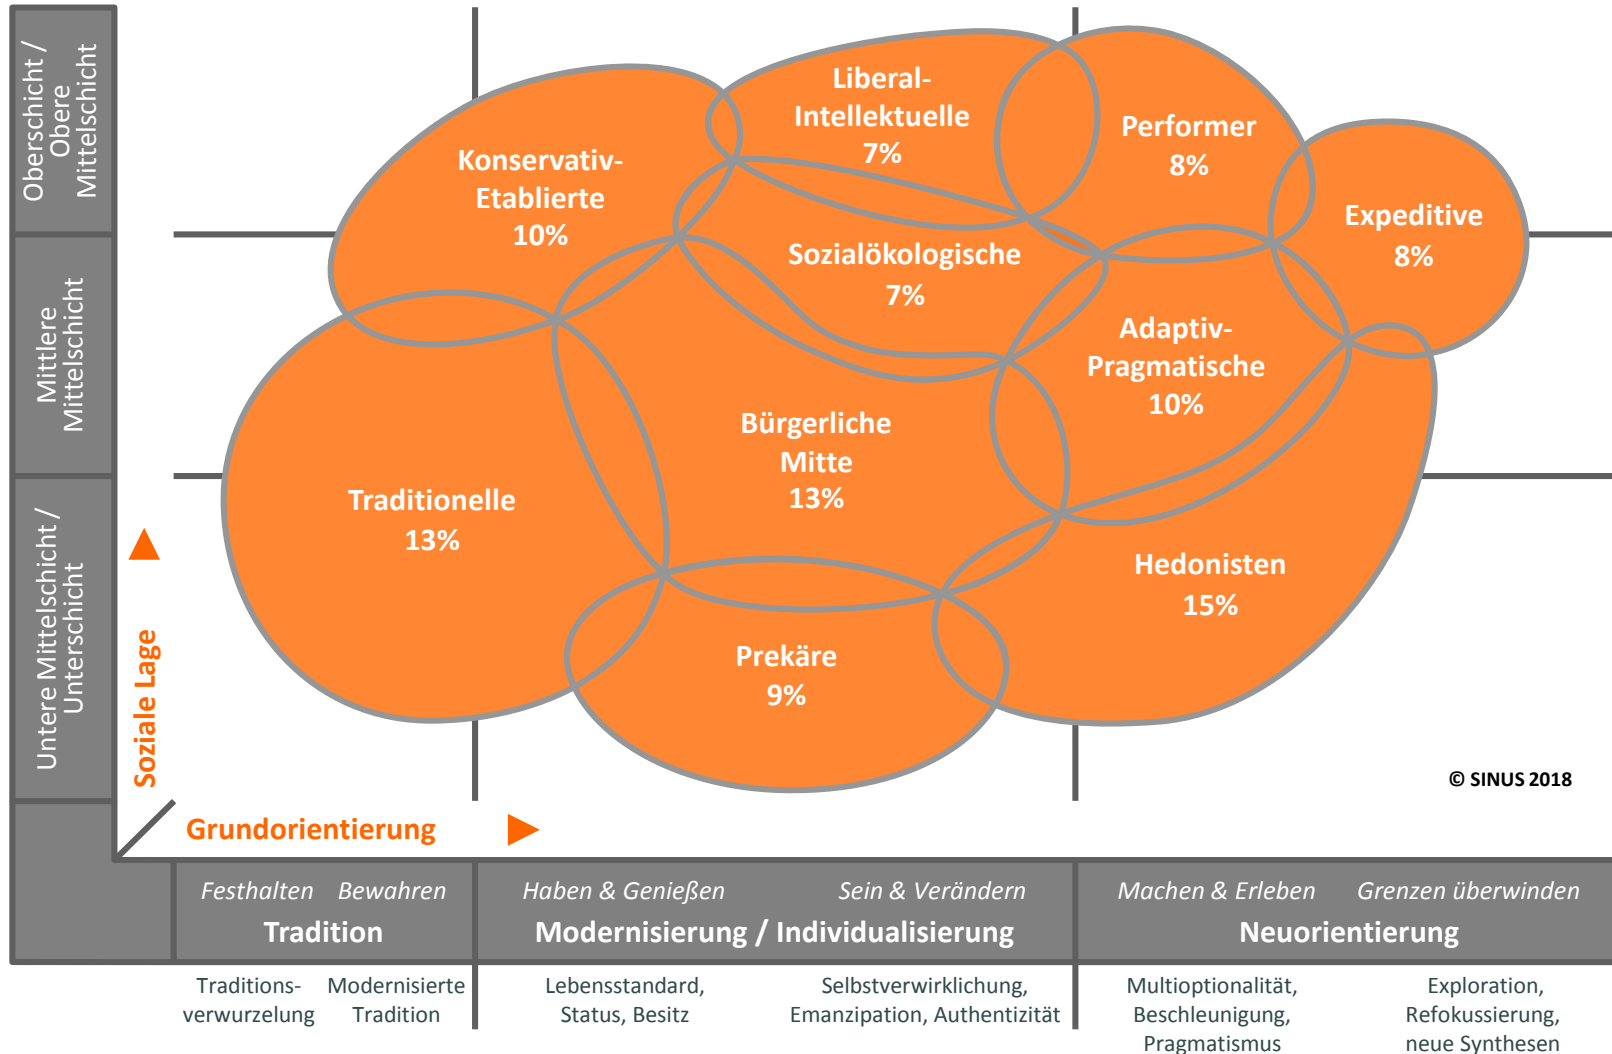 Oberschicht /
Obere
Mittelschicht
Mittlere
Mittelschicht
Untere Mittelschicht /
Unterschicht
Soziale Lage
Konservativ-
Etablierte
10%
Liberal-
Intellektuelle
7%
Performer
8%
Expeditive
8%
Sozialökologische
7%
Adaptiv-
Pragmatische
10%
Bürgerliche
Mitte
13%
Traditionelle
13%
Hedonisten
15%
Prekäre
9%
© SINUS 2018
Grundorientierung
Festhalten Bewahren
Tradition
Haben & Genießen Sein & Verändern
Modernisierung / Individualisierung
Machen & Erleben Grenzen überwinden
Neuorientierung
Traditions-
verwurzelung
Modernisierte
Tradition
Lebensstandard,
Status, Besitz
Selbstverwirklichung,
Emanzipation, Authentizität
Multioptionalität,
Beschleunigung,
Pragmatismus
Exploration,
Refokussierung,
neue Synthesen